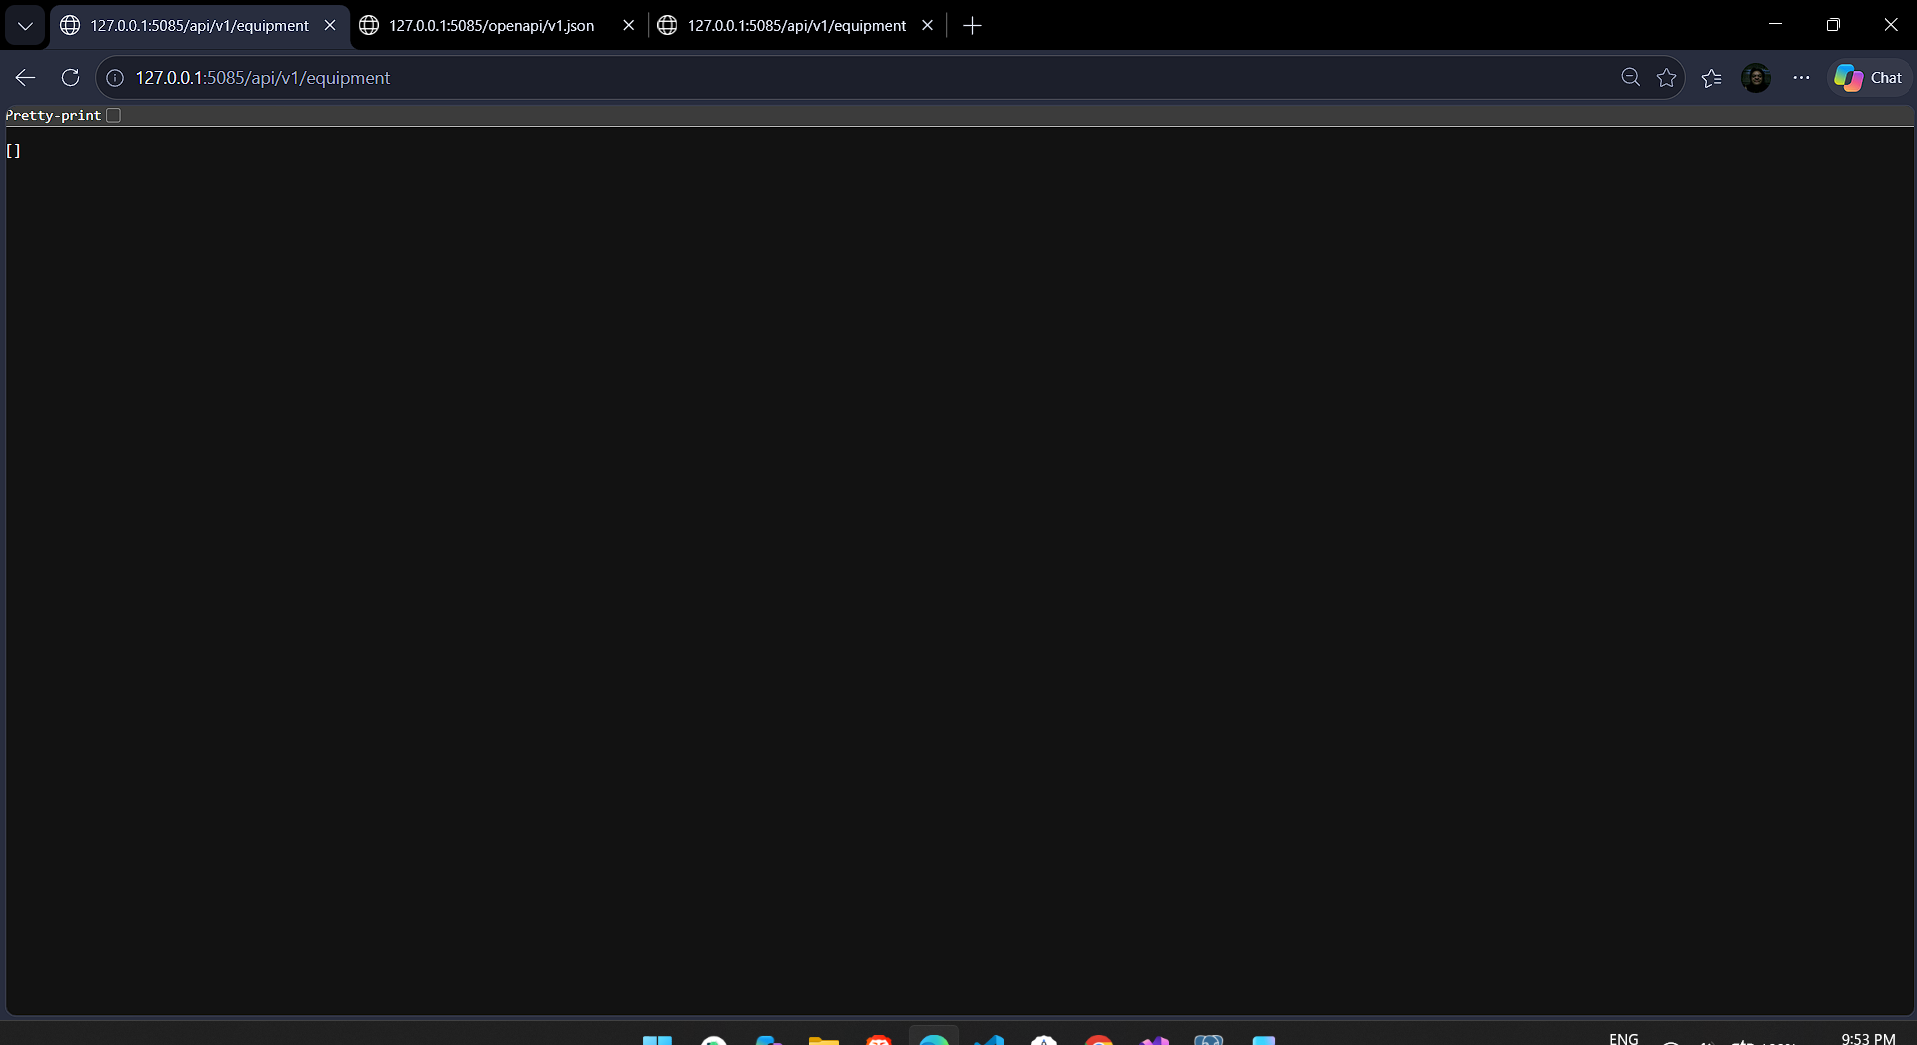 127.0.0.1:5085/api/v1/equipment
127.0.0.1:5085/openapi/v1.json
127.0.0.1:5085/api/v1/equipment
127.0.0.1:5085/api/v1/equipment
Chat
Pretty-print
[]
ENG
9:53 PM